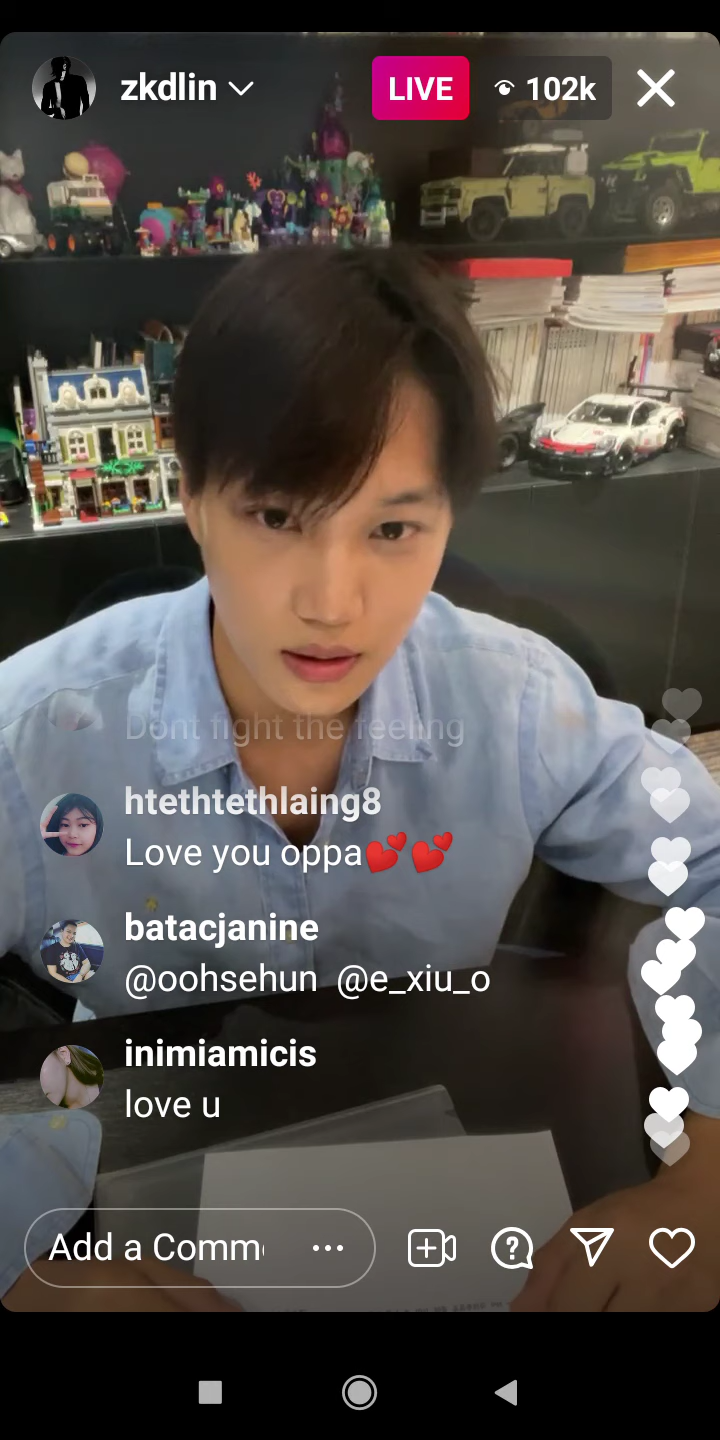 zkdlin
LIVE
102k
Dont fight the feeling
htethtethlaing8
Love you oppa💕💕
batacjanine
@oohsehun @e_xiu_o
inimiamicis
love u
Add a Comm